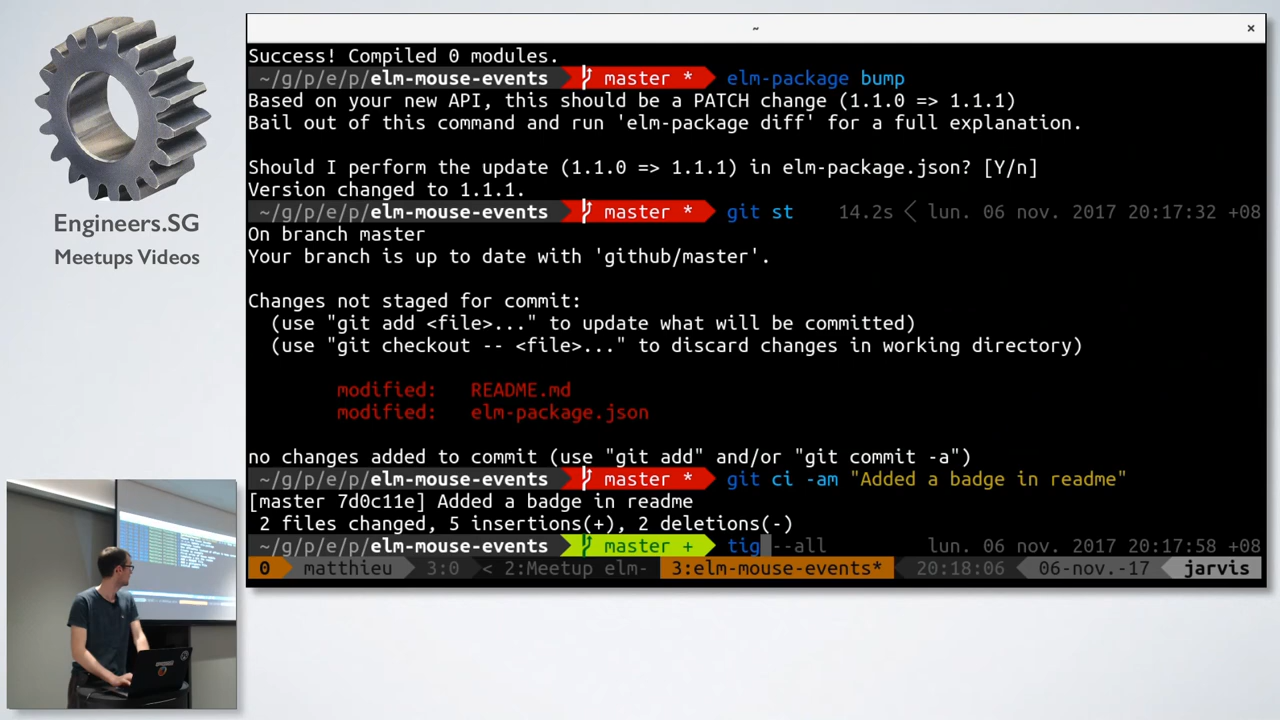 ~ ×
Success! Compiled 0 modules.
~/g/p/e/p/elm-mouse-events master * elm-package bump
Based on your new API, this should be a PATCH change (1.1.0 => 1.1.1)
Bail out of this command and run 'elm-package diff' for a full explanation.
Should I perform the update (1.1.0 => 1.1.1) in elm-package.json? [Y/n]
Version changed to 1.1.1.
~/g/p/e/p/elm-mouse-events master * git st 14.2s < lun. 06 nov. 2017 20:17:32 +08
On branch master
Your branch is up to date with 'github/master'.
Changes not staged for commit:
(use "git add <file>..." to update what will be committed)
(use "git checkout -- <file>..." to discard changes in working directory)
modified: README.md
modified: elm-package.json
no changes added to commit (use "git add" and/or "git commit -a")
~/g/p/e/p/elm-mouse-events master * git ci -am "Added a badge in readme"
[master 7d0c11e] Added a badge in readme
2 files changed, 5 insertions(+), 2 deletions(-)
~/g/p/e/p/elm-mouse-events master + tig --all lun. 06 nov. 2017 20:17:58 +08
0 matthieu 3:0 < 2:Meetup elm- 3:elm-mouse-events* 20:18:06 06-nov.-17 jarvis
Engineers.SG
Meetups Videos